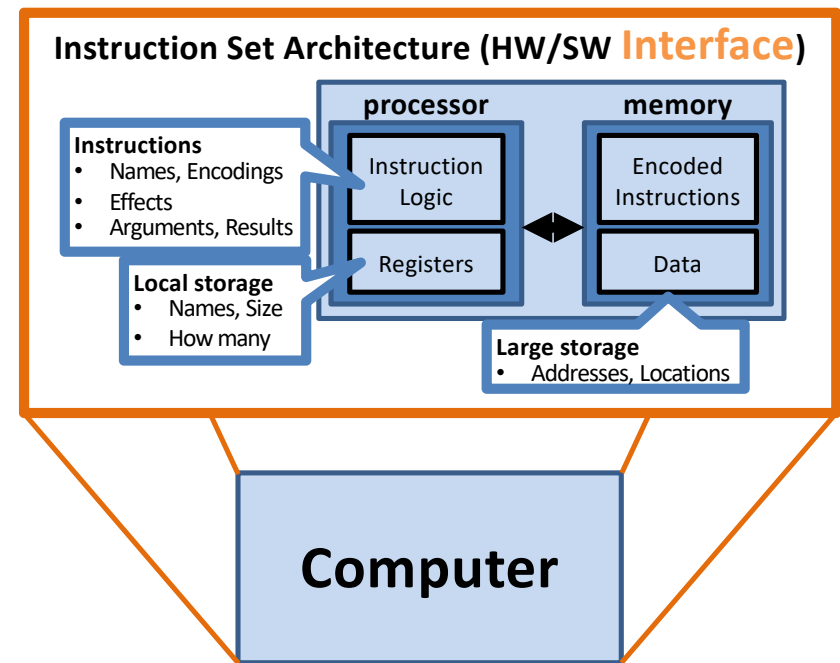 Instruction Set Architecture (HW/SW Interface)
processor
memory
Instructions
• Names, Encodings
• Effects
• Arguments, Results
Instruction
Logic
Encoded
Instructions
Registers
Data
Local storage
• Names, Size
• How many
Large storage
• Addresses, Locations
Computer